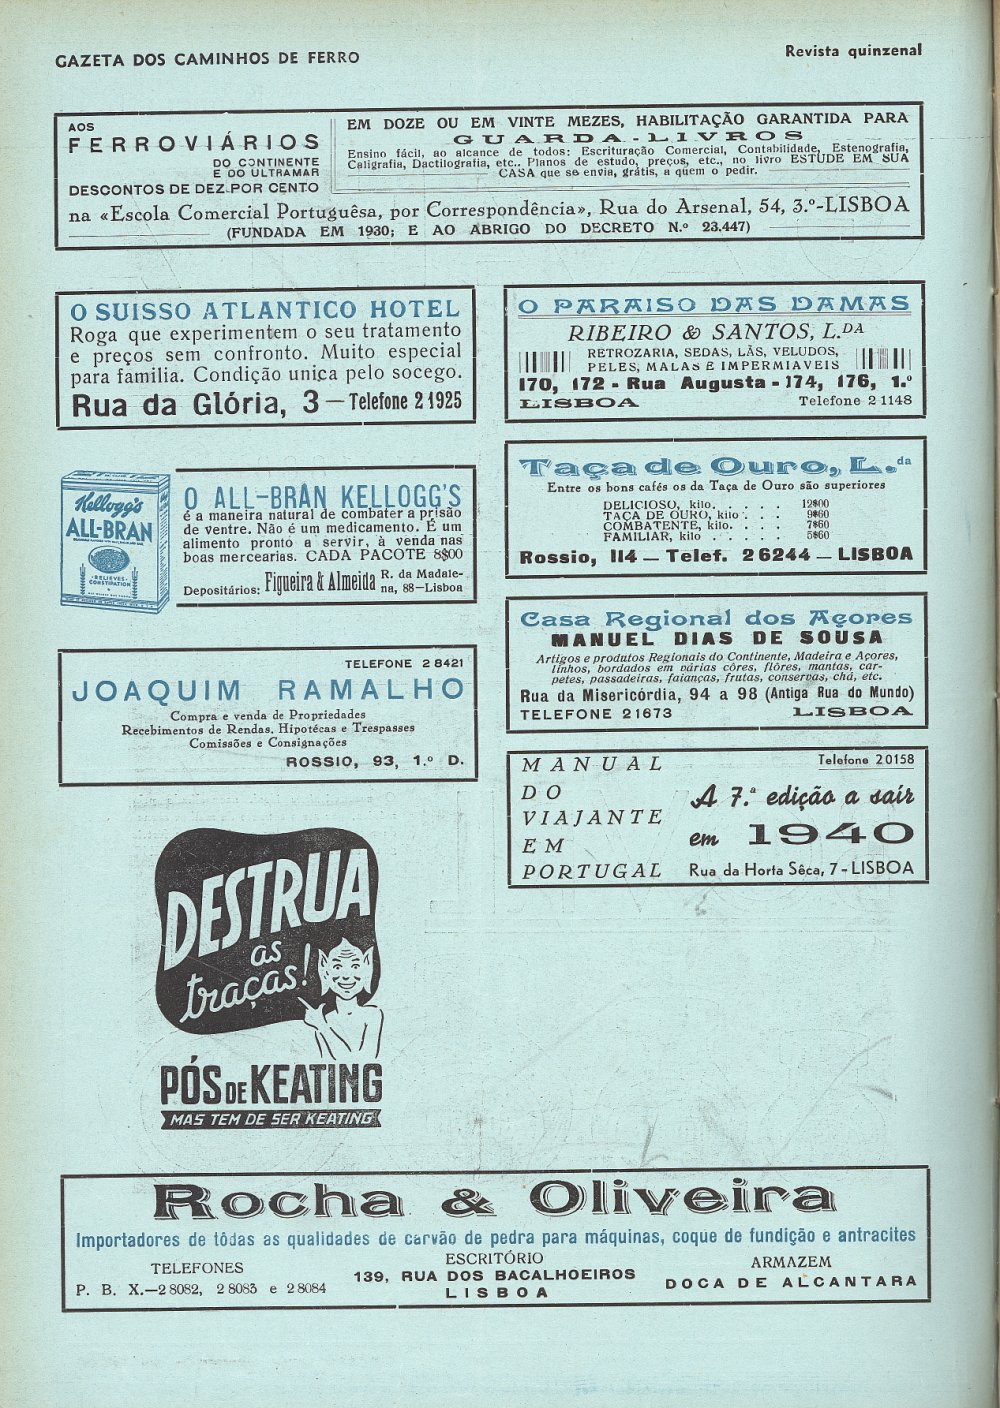 GAZETA DOS CAMINHOS DE FERRO
Revista quinzenal
AOS
FERROVIÁRIOS
DO CONTINENTE
E DO ULTRAMAR
DESCONTOS DE DEZ POR CENTO
EM DOZE OU EM VINTE MEZES, HABILITAÇÃO GARANTIDA PARA
GUARDA-LIVROS
Ensino fácil, ao alcance de todos: Escrituração Comercial, Contabilidade, Estenografia,
Caligrafia, Dactilografia, etc.. Planos de estudo, preços, etc., no livro ESTUDE EM SUA
CASA que se envia, grátis, a quem o pedir.
na «Escola Comercial Portuguêsa, por Correspondência», Rua do Arsenal, 54, 3.º-LISBOA
(FUNDADA EM 1930; E AO ABRIGO DO DECRETO N.º 23.447)
O SUISSO ATLANTICO HOTEL
Roga que experimentem o seu tratamento
e preços sem confronto. Muito especial
para familia. Condição unica pelo socego.
Rua da Glória, 3 — Telefone 2 1925
Kellogg's
ALL-BRAN
RELIEVES
CONSTIPATION
O ALL-BRAN KELLOGG'S
é a maneira natural de combater a prisão
de ventre. Não é um medicamento. É um
alimento pronto a servir, à venda nas
boas mercearias. CADA PACOTE 8$00
Depositários: Figueira & Almeida R. da Madale-
na, 88—Lisboa
TELEFONE 2 8421
JOAQUIM RAMALHO
Compra e venda de Propriedades
Recebimentos de Rendas, Hipotécas e Trespasses
Comissões e Consignações
ROSSIO, 93, 1.º D.
DESTRUA
as
traças!
PÓS DE KEATING
MAS TEM DE SER KEATING
O PARAISO DAS DAMAS
RIBEIRO & SANTOS, L.DA
RETROZARIA, SEDAS, LÃS, VELUDOS,
PELES, MALAS E IMPERMIAVEIS
170, 172 - Rua Augusta - 174, 176, 1.º
LISBOA Telefone 2 1148
Taça de Ouro, L.da
Entre os bons cafés os da Taça de Ouro são superiores
DELICIOSO, kilo. . . . . 12$00
TAÇA DE OURO, kilo . . . . 9$60
COMBATENTE, kilo. . . . 7$60
FAMILIAR, kilo . . . . . 5$60
Rossio, 114 — Telef. 2 6244 — LISBOA
Casa Regional dos Açores
MANUEL DIAS DE SOUSA
Artigos e produtos Regionais do Continente, Madeira e Açores,
linhos, bordados em várias côres, flôres, mantas, car-
petes, passadeiras, faianças, frutas, conservas, chá, etc.
Rua da Misericórdia, 94 a 98 (Antiga Rua do Mundo)
TELEFONE 2 1673 LISBOA
MANUAL
DO
VIAJANTE
EM
PORTUGAL
Telefone 2 0158
A 7.ª edição a saír
em 1940
Rua da Horta Sêca, 7 - LISBOA
Rocha & Oliveira
Importadores de tôdas as qualidades de carvão de pedra para máquinas, coque de fundição e antracites
TELEFONES
P. B. X.—2 8082, 2 8083 e 2 8084
ESCRITÓRIO
139, RUA DOS BACALHOEIROS
LISBOA
ARMAZEM
DOCA DE ALCANTARA